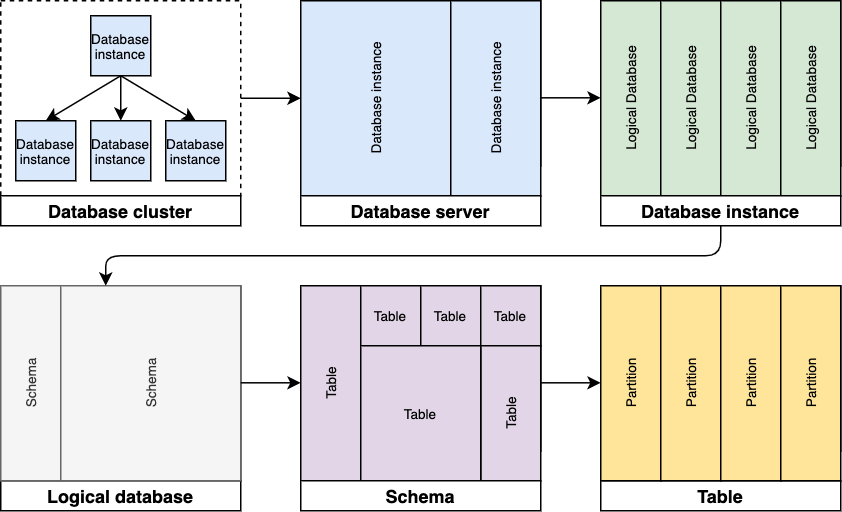 Database
instance
Database
instance
Database
instance
Database
instance
Database cluster
Database instance
Database instance
Database server
Logical Database
Logical Database
Logical Database
Logical Database
Database instance
Schema
Schema
Logical database
Table
Table
Table
Table
Table
Table
Schema
Partition
Partition
Partition
Partition
Table